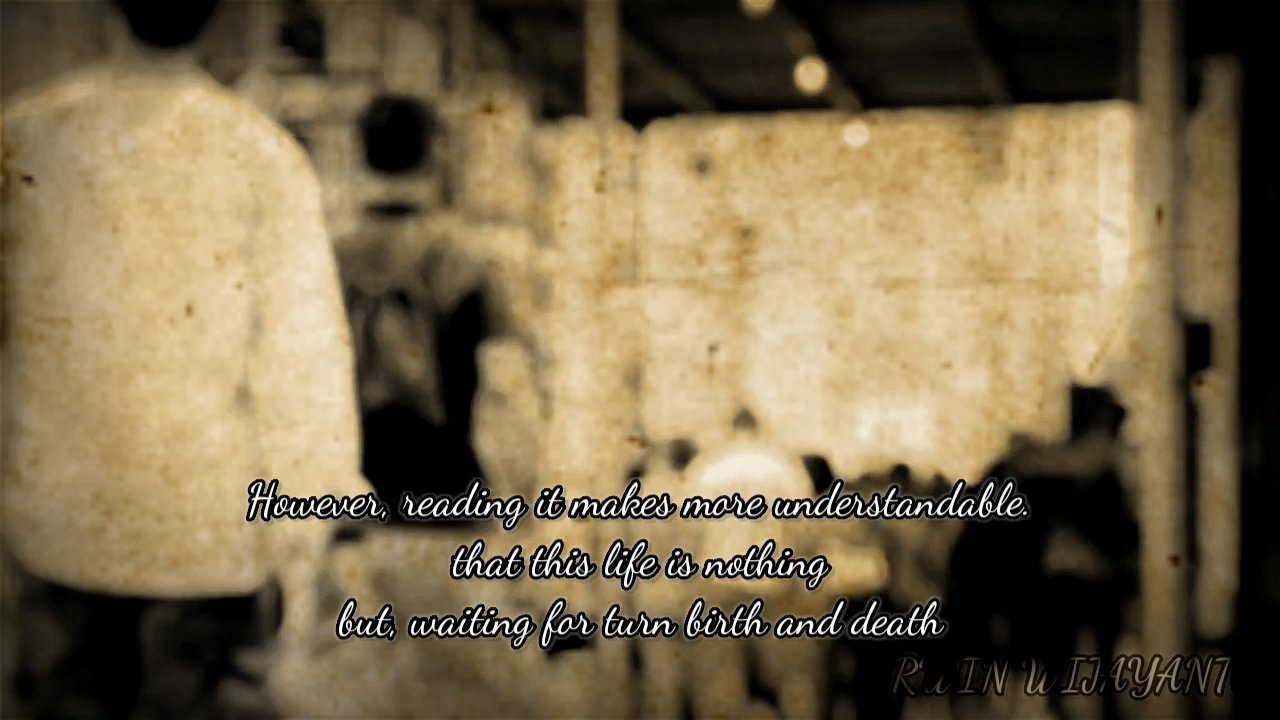 However, reading it makes more understandable.
that this life is nothing
but, waiting for turn birth and death